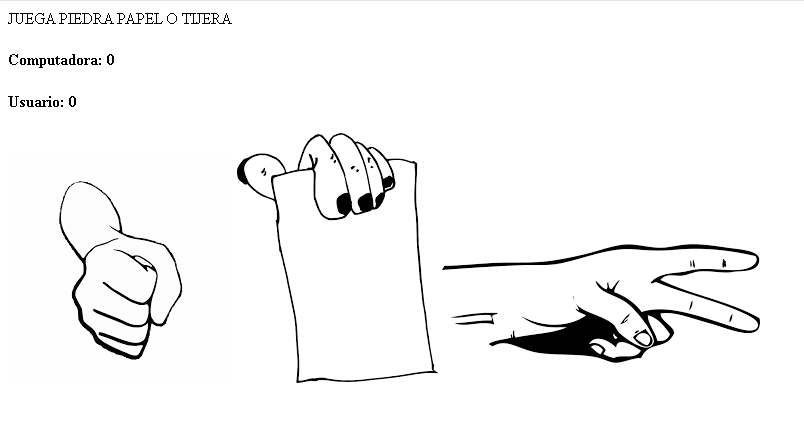 JUEGA PIEDRA PAPEL O TIJERA
Computadora: 0
Usuario: 0